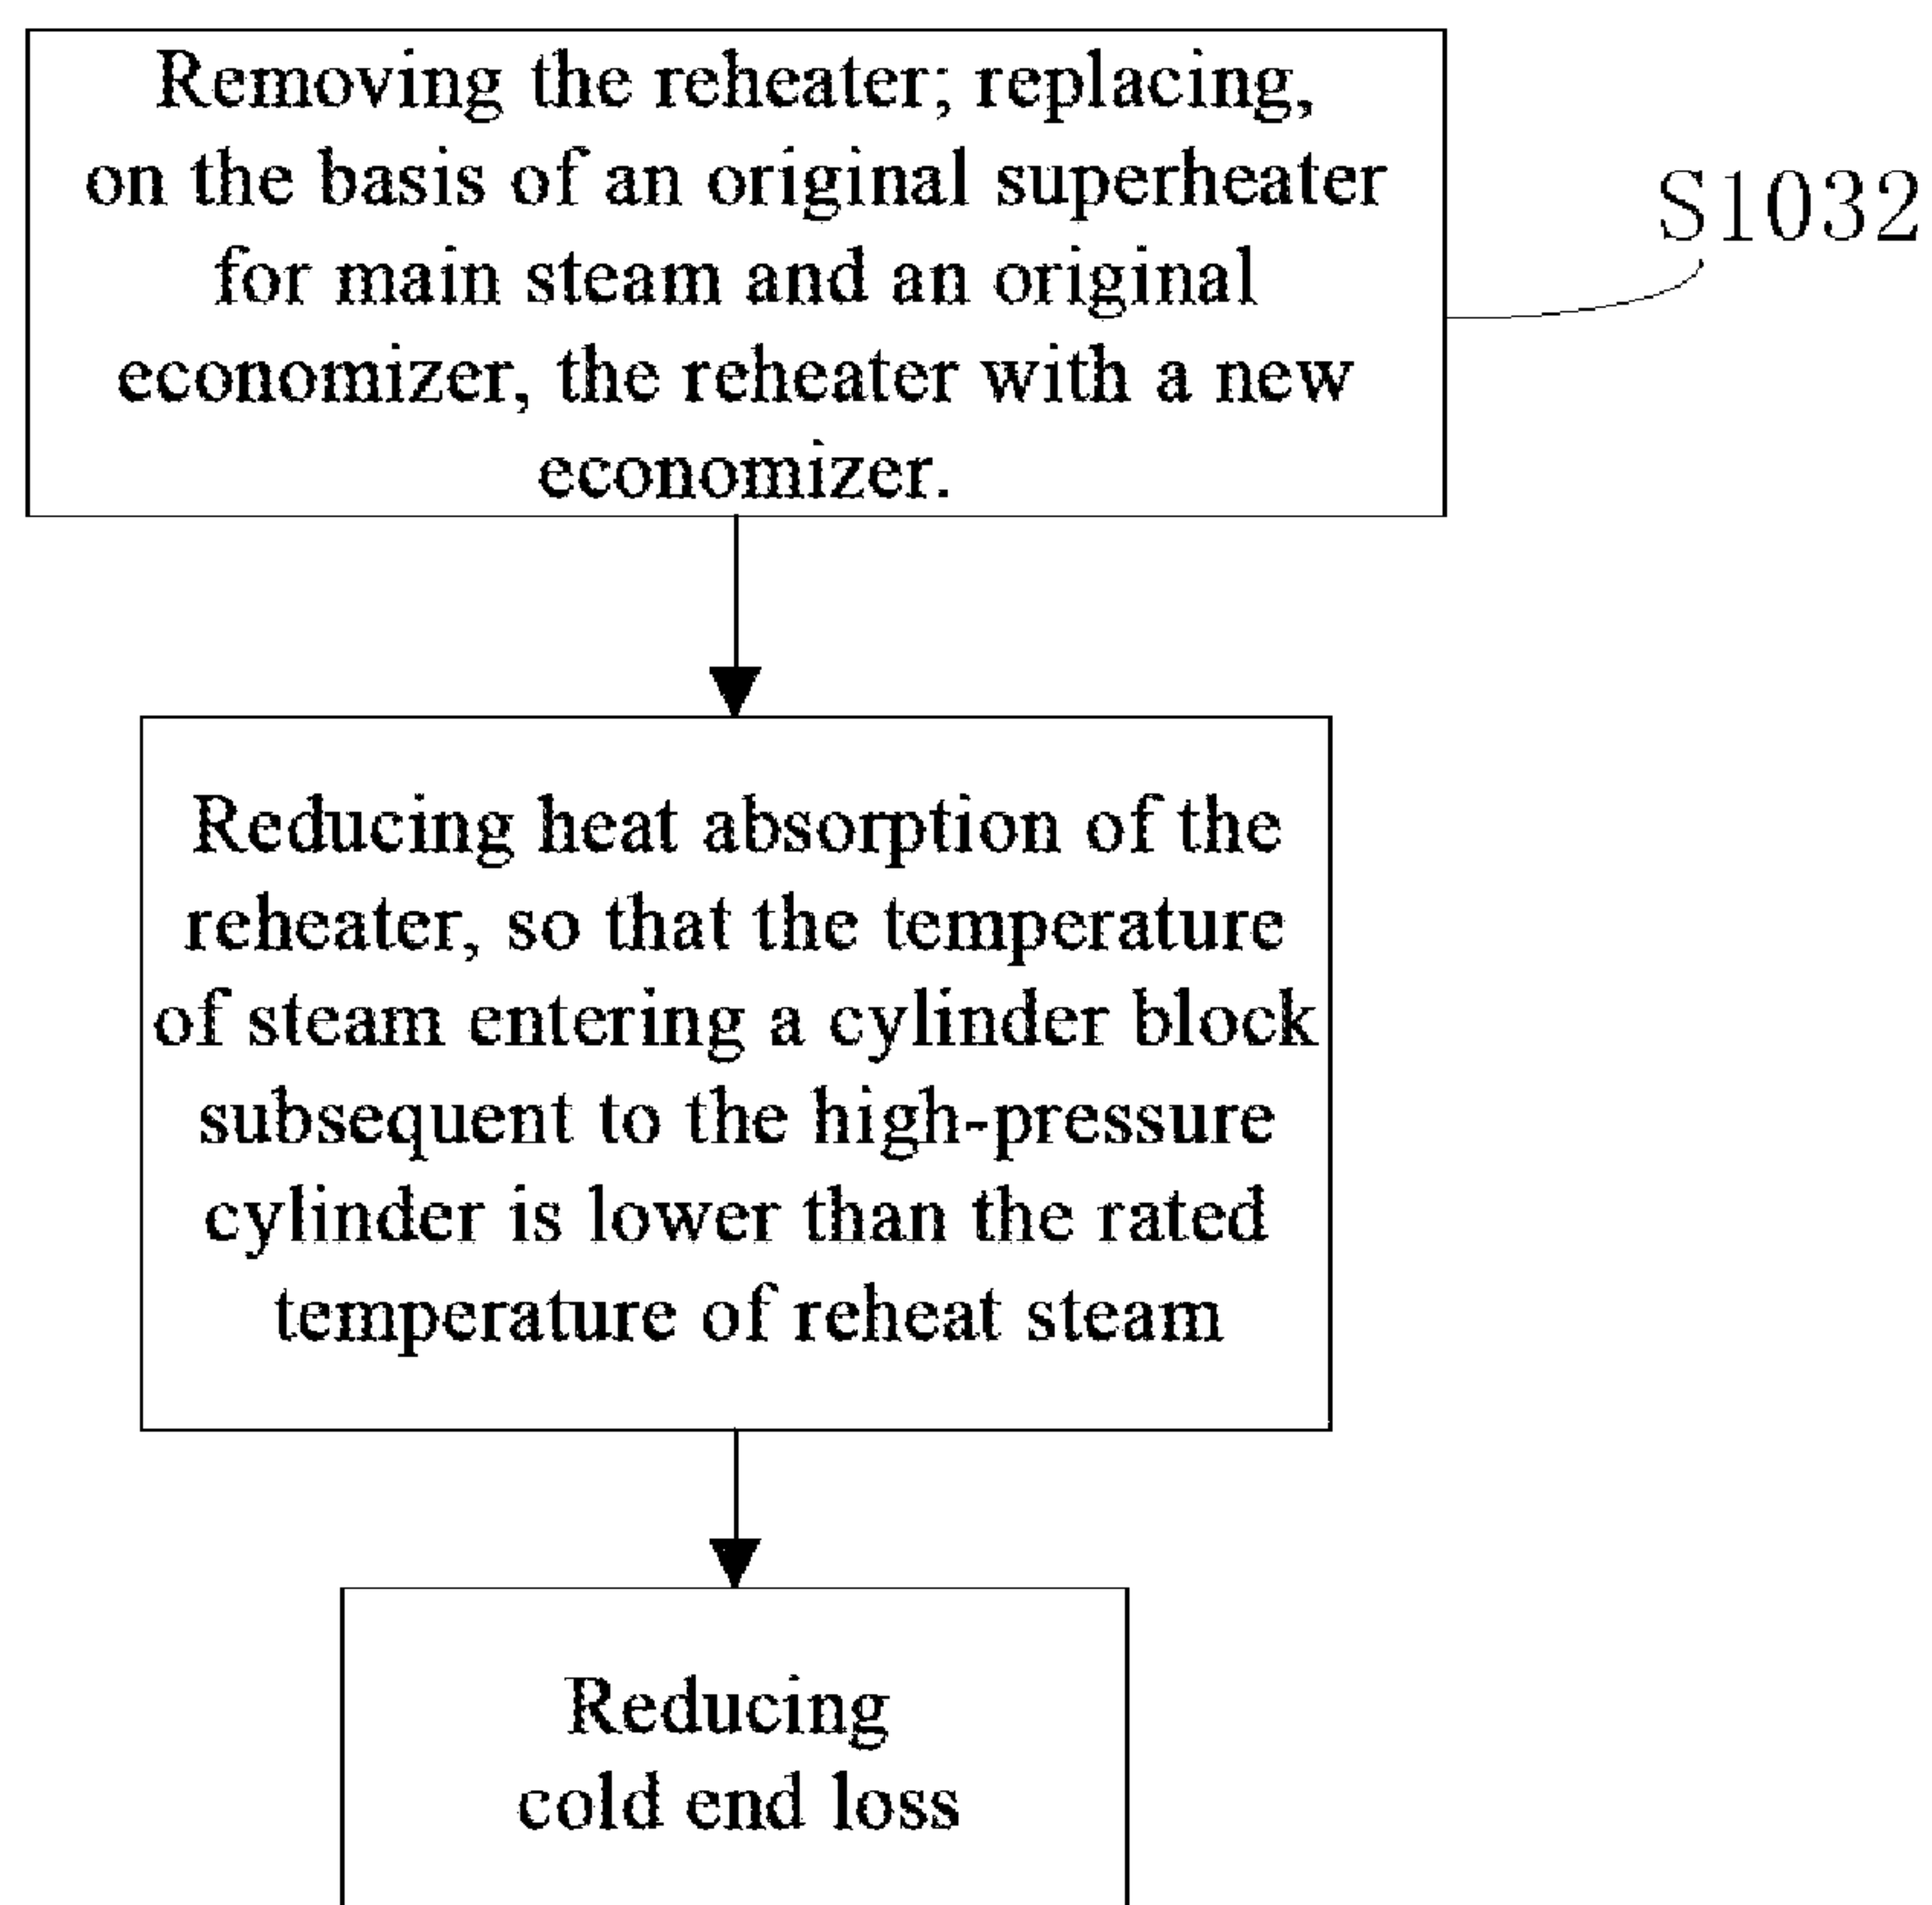 Removing the reheater; replacing,
on the basis of an original superheater
for main steam and an original
economizer, the reheater with a new
economizer.
S1032
Reducing heat absorption of the
reheater, so that the temperature
of steam entering a cylinder block
subsequent to the high-pressure
cylinder is lower than the rated
temperature of reheat steam
Reducing
cold end loss